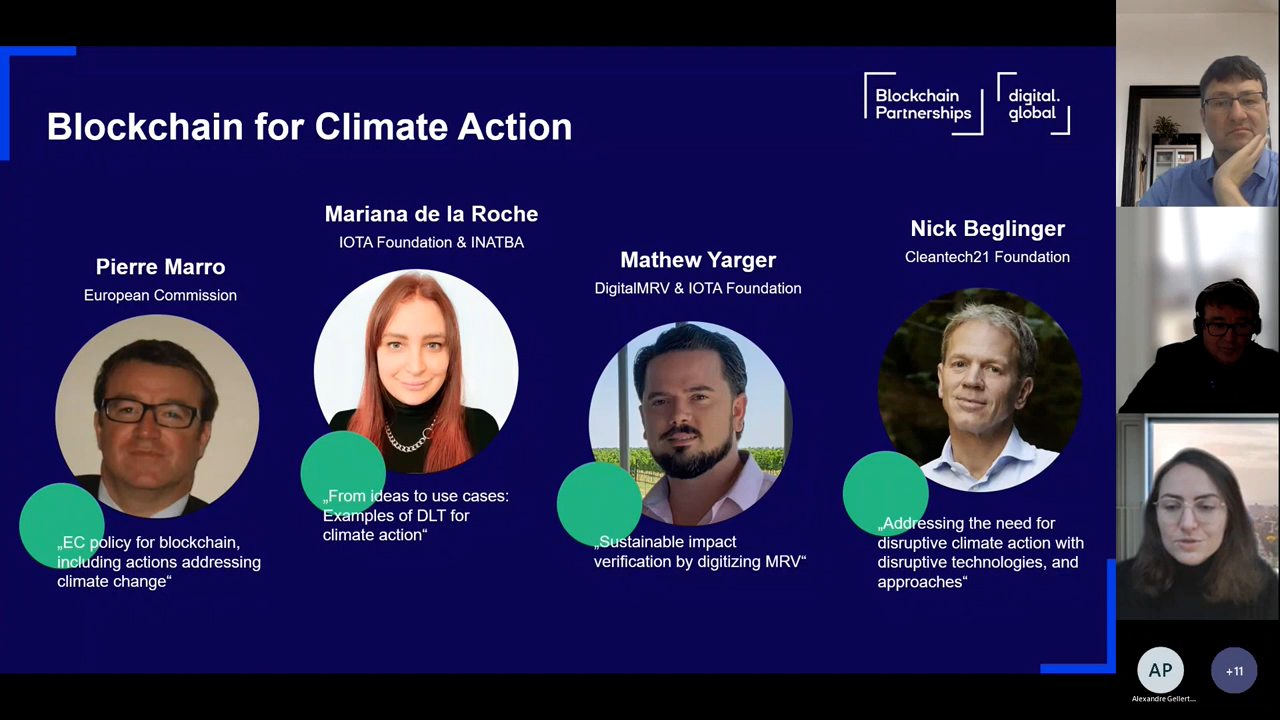 Blockchain for Climate Action
Blockchain
Partnerships
digital.
global
Pierre Marro
European Commission
„EC policy for blockchain,
including actions addressing
climate change“
Mariana de la Roche
IOTA Foundation & INATBA
„From ideas to use cases:
Examples of DLT for
climate action“
Mathew Yarger
DigitalMRV & IOTA Foundation
„Sustainable impact
verification by digitizing MRV“
Nick Beglinger
Cleantech21 Foundation
„Addressing the need for
disruptive climate action with
disruptive technologies, and
approaches“
AP
Alexandre Gellert...
+11